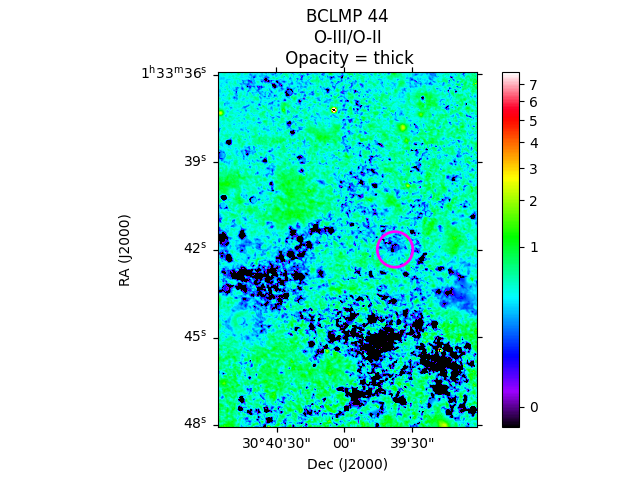 BCLMP 44
O-III/O-II
Opacity = thick
1ʰ33ᵐ36ˢ
39ˢ
42ˢ
45ˢ
48ˢ
RA (J2000)
30°40'30" 00" 39'30"
Dec (J2000)
7
6
5
4
3
2
1
0